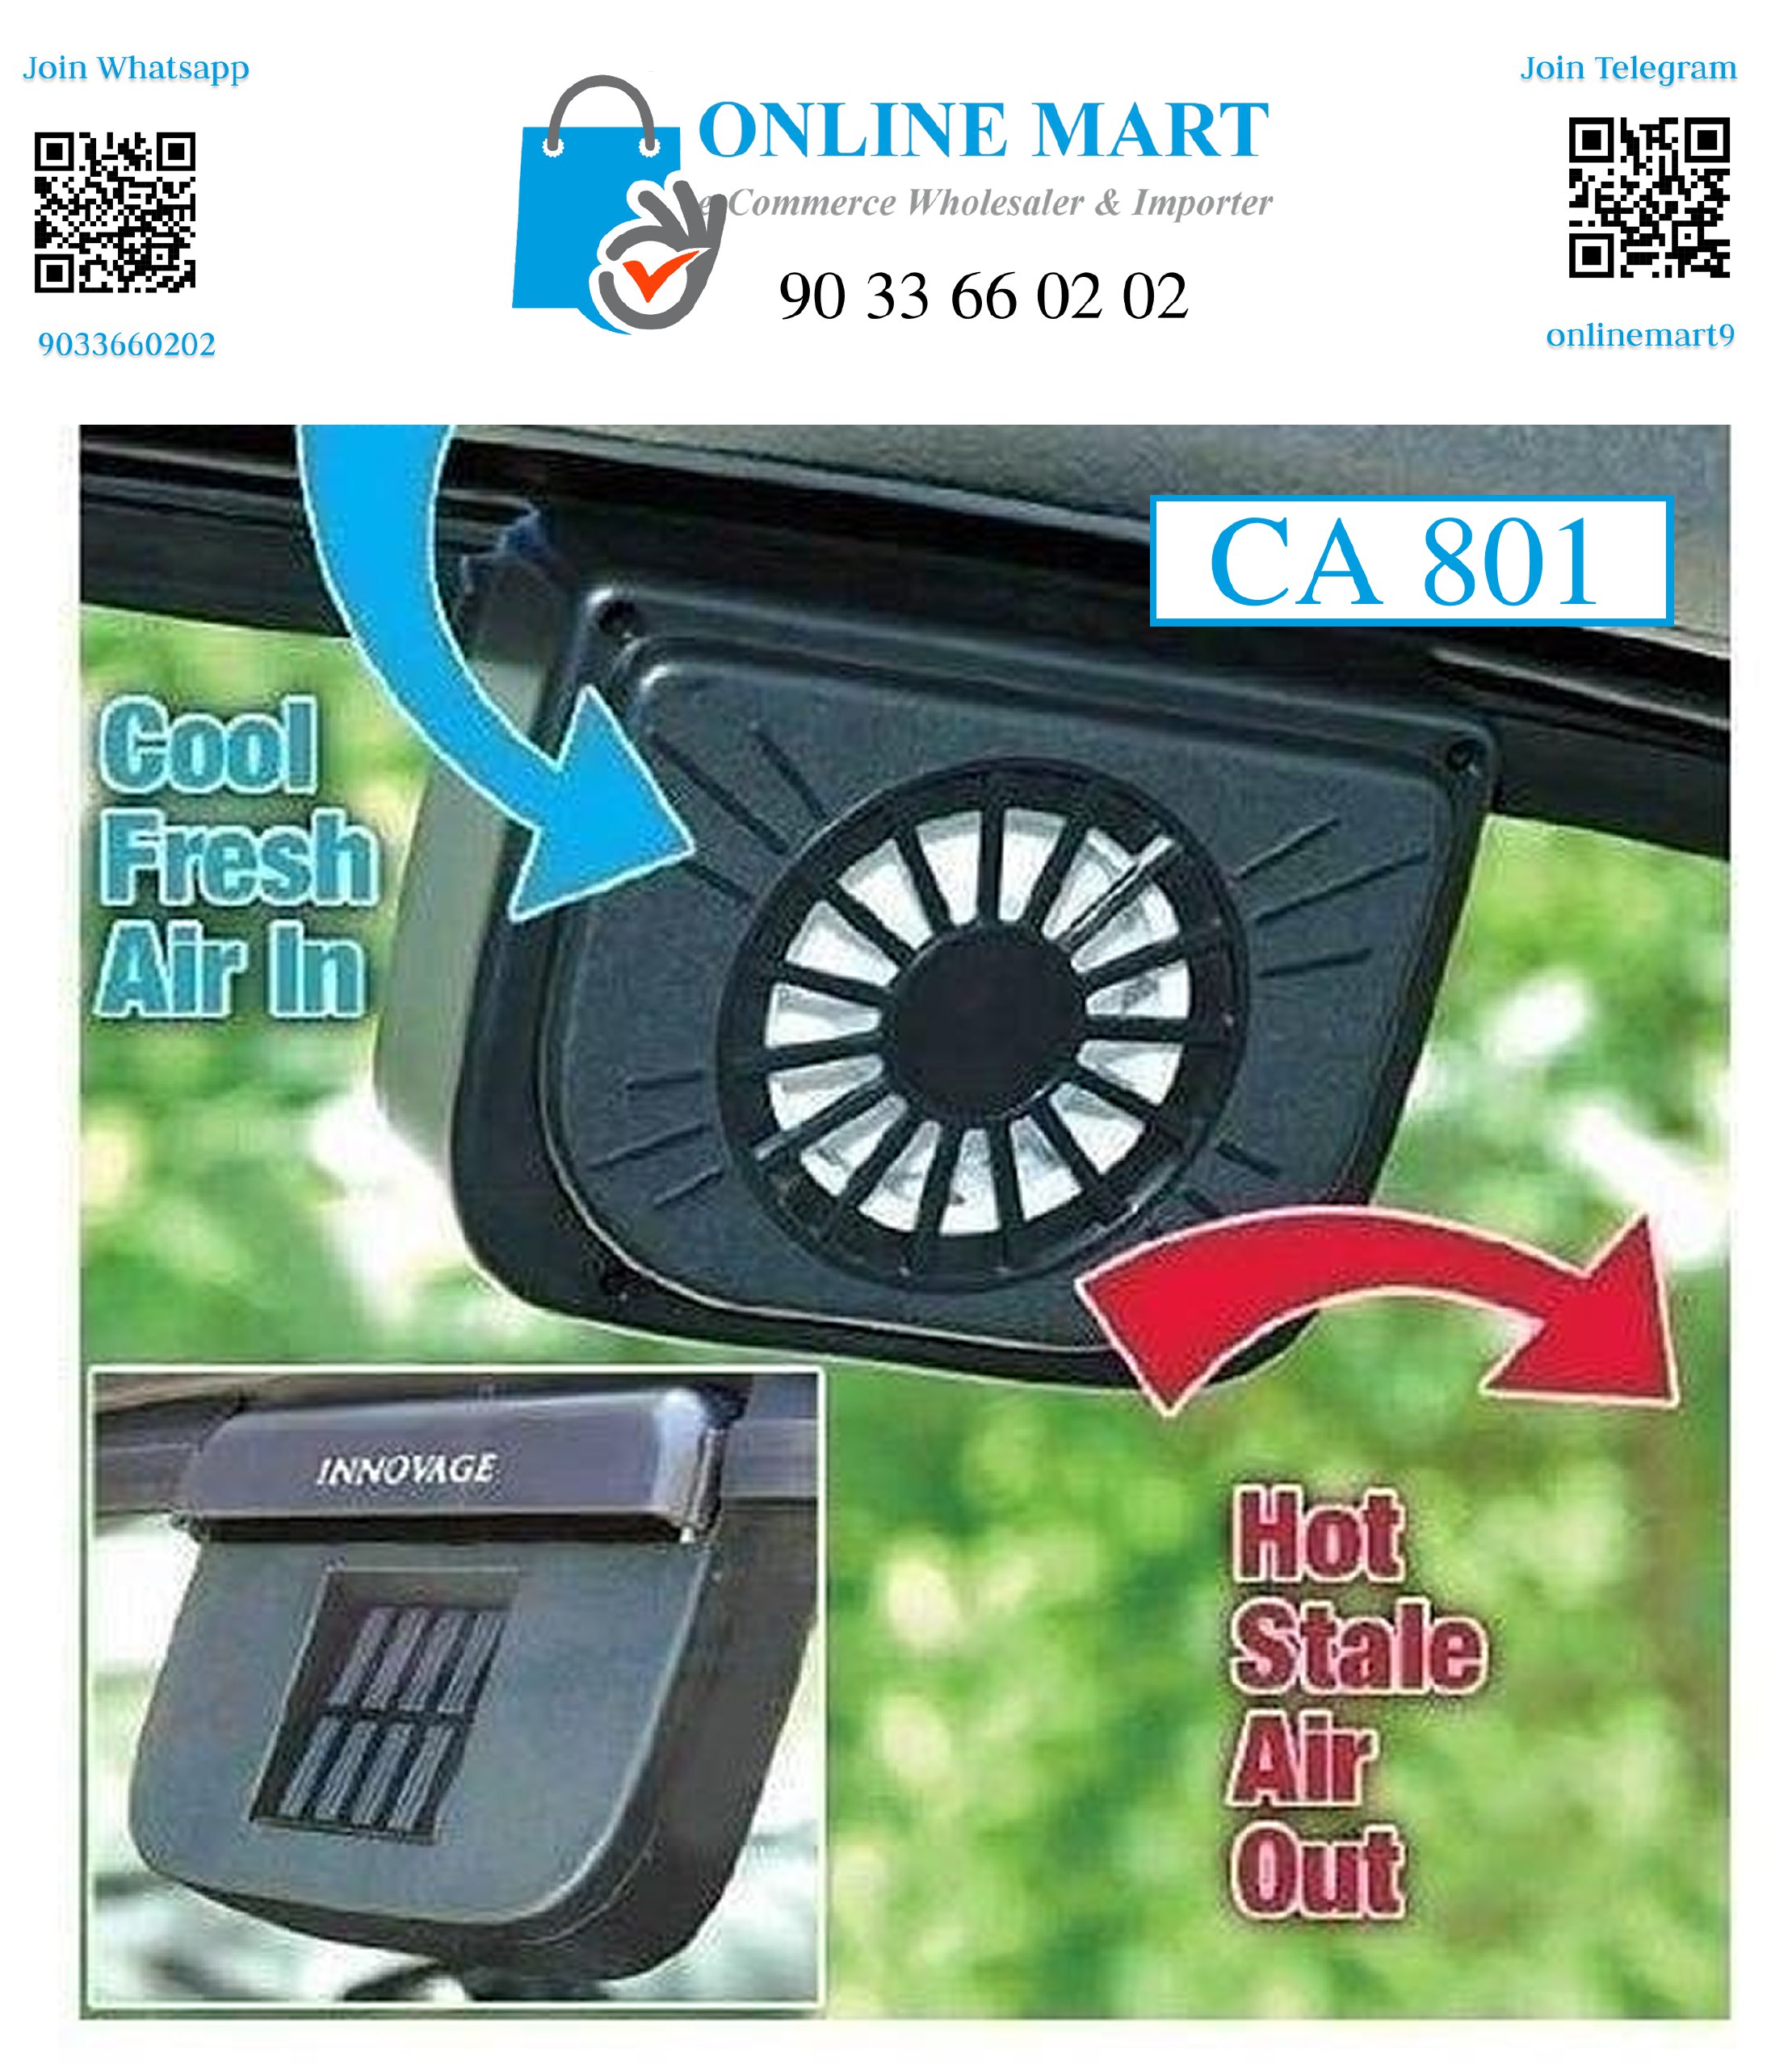 Join Whatsapp
9033660202
ONLINE MART
e-Commerce Wholesaler & Importer
90 33 66 02 02
Join Telegram
onlinemart9
CA 801
Cool
Fresh
Air In
INNOVAGE
Hot
Stale
Air
Out